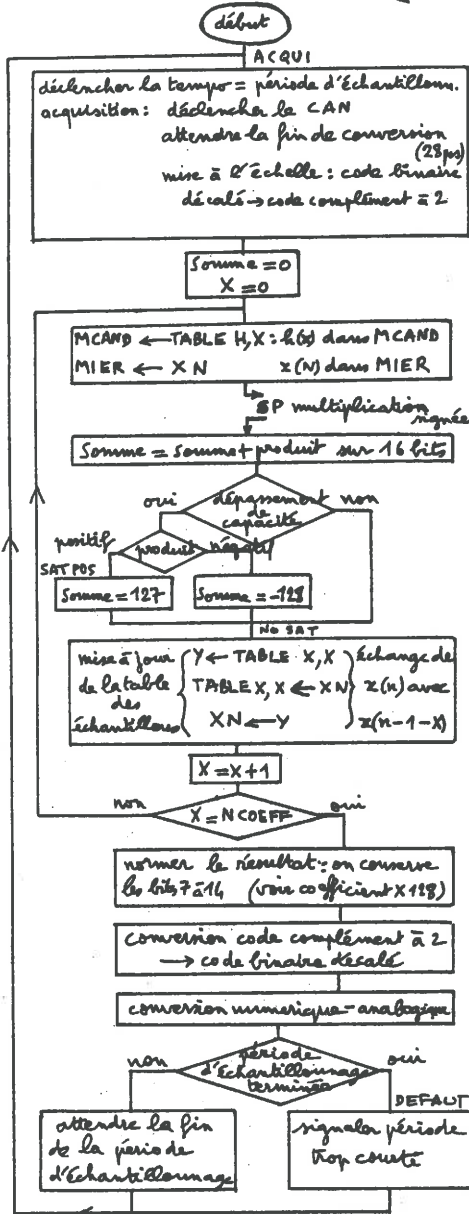 début
ACQUI
déclencher la tempo = période d'échantillonn.
acquisition: déclencher le CAN
attendre la fin de conversion
(28µs)
mise à l'échelle: code binaire
décalé → code complément à 2
Somme = 0
X = 0
MCAND ← TABLE H,X: h(x) dans MCAND
MIER ← XN x(N) dans MIER
SP multiplication
signée
Somme = Somme + produit sur 16 bits
oui
dépassement
de
capacité
non
positif
produit
négatif
SAT POS
Somme = 127
Somme = -128
NO SAT
mise à jour
de la table
des
échantillons
Y ← TABLE X,X
TABLE X,X ← XN
XN ← Y
échange de
x(n) avec
x(n-1-X)
X = X+1
non
X = N COEFF
oui
normer le résultat: on conserve
les bits 7 à 14 (voir coefficient X 128)
conversion code complément à 2
→ code binaire décalé
conversion numérique-analogique
non
période
d'échantillonnage
terminée
oui
attendre la fin
de la période
d'échantillonnage
DEFAUT
signaler période
trop courte